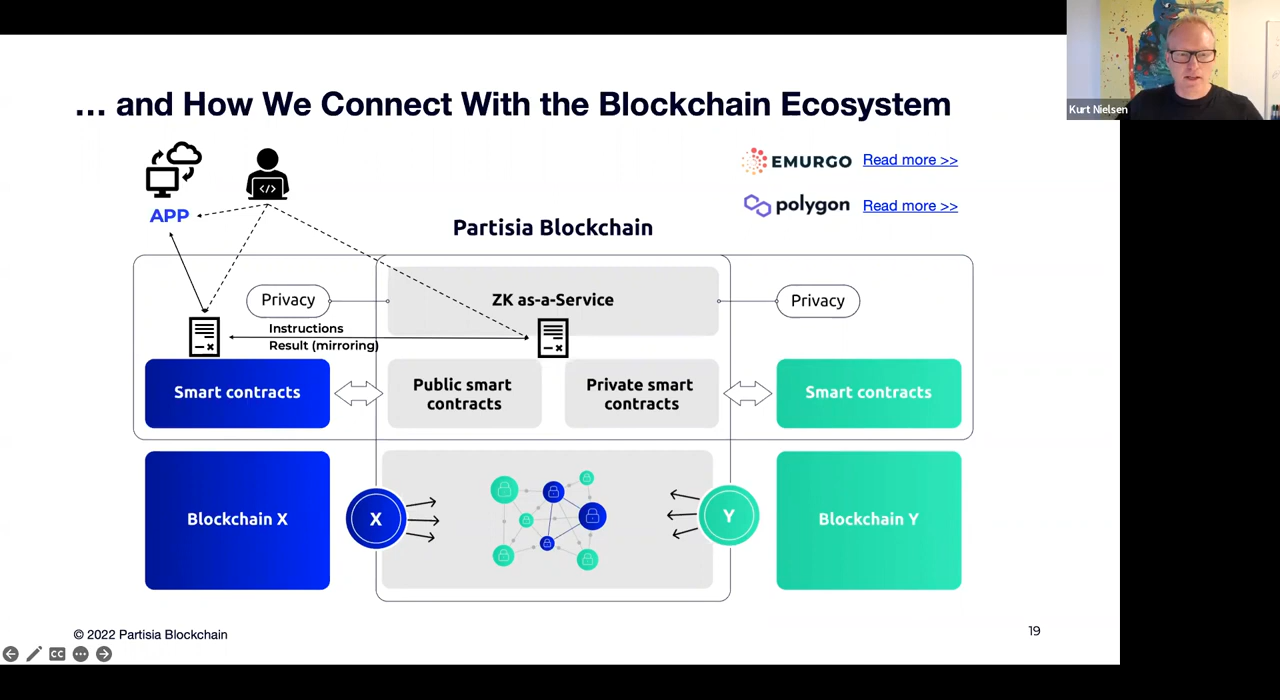 ... and How We Connect With the Blockchain Ecosystem
Kurt Nielsen
EMURGO Read more >>
polygon Read more >>
APP
</>
Partisia Blockchain
Privacy
ZK as-a-Service
Privacy
Instructions
Result (mirroring)
Smart contracts
Public smart
contracts
Private smart
contracts
Smart contracts
Blockchain X
X
Y
Blockchain Y
© 2022 Partisia Blockchain
19
CC